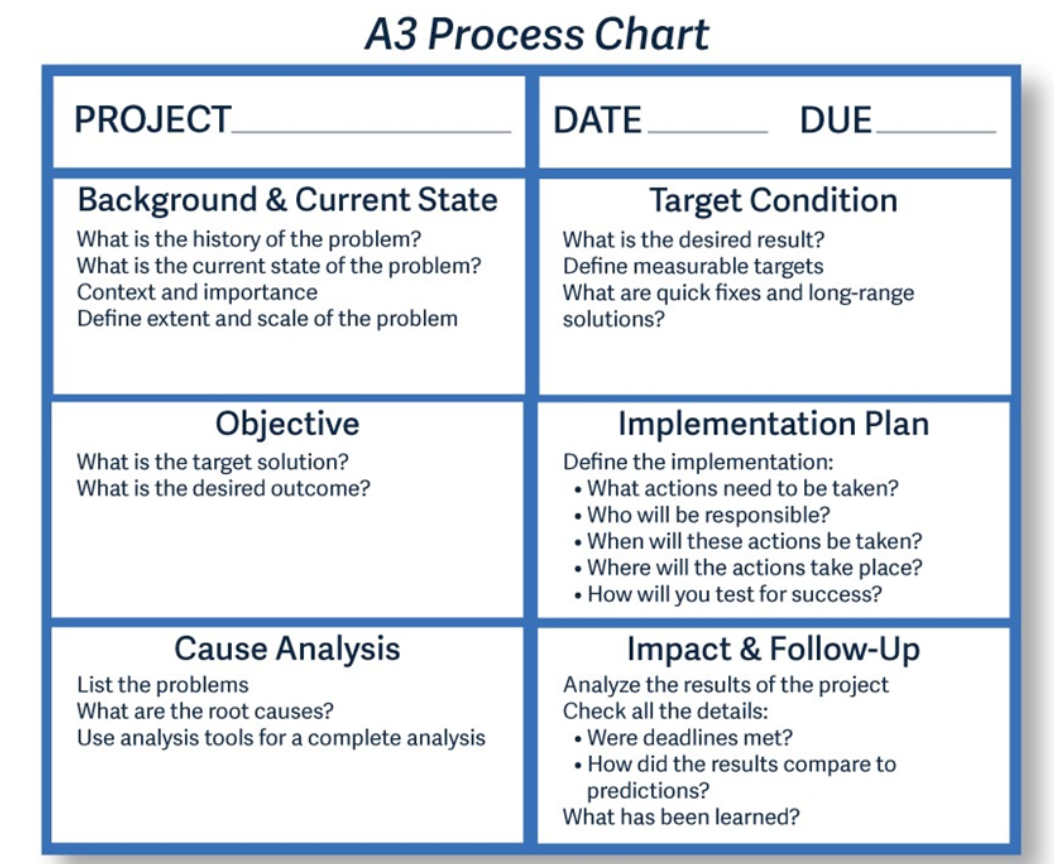 A3 Process Chart
PROJECT
DATE DUE
Background & Current State
What is the history of the problem?
What is the current state of the problem?
Context and importance
Define extent and scale of the problem
Target Condition
What is the desired result?
Define measurable targets
What are quick fixes and long-range
solutions?
Objective
What is the target solution?
What is the desired outcome?
Implementation Plan
Define the implementation:
• What actions need to be taken?
• Who will be responsible?
• When will these actions be taken?
• Where will the actions take place?
• How will you test for success?
Cause Analysis
List the problems
What are the root causes?
Use analysis tools for a complete analysis
Impact & Follow-Up
Analyze the results of the project
Check all the details:
• Were deadlines met?
• How did the results compare to
predictions?
What has been learned?